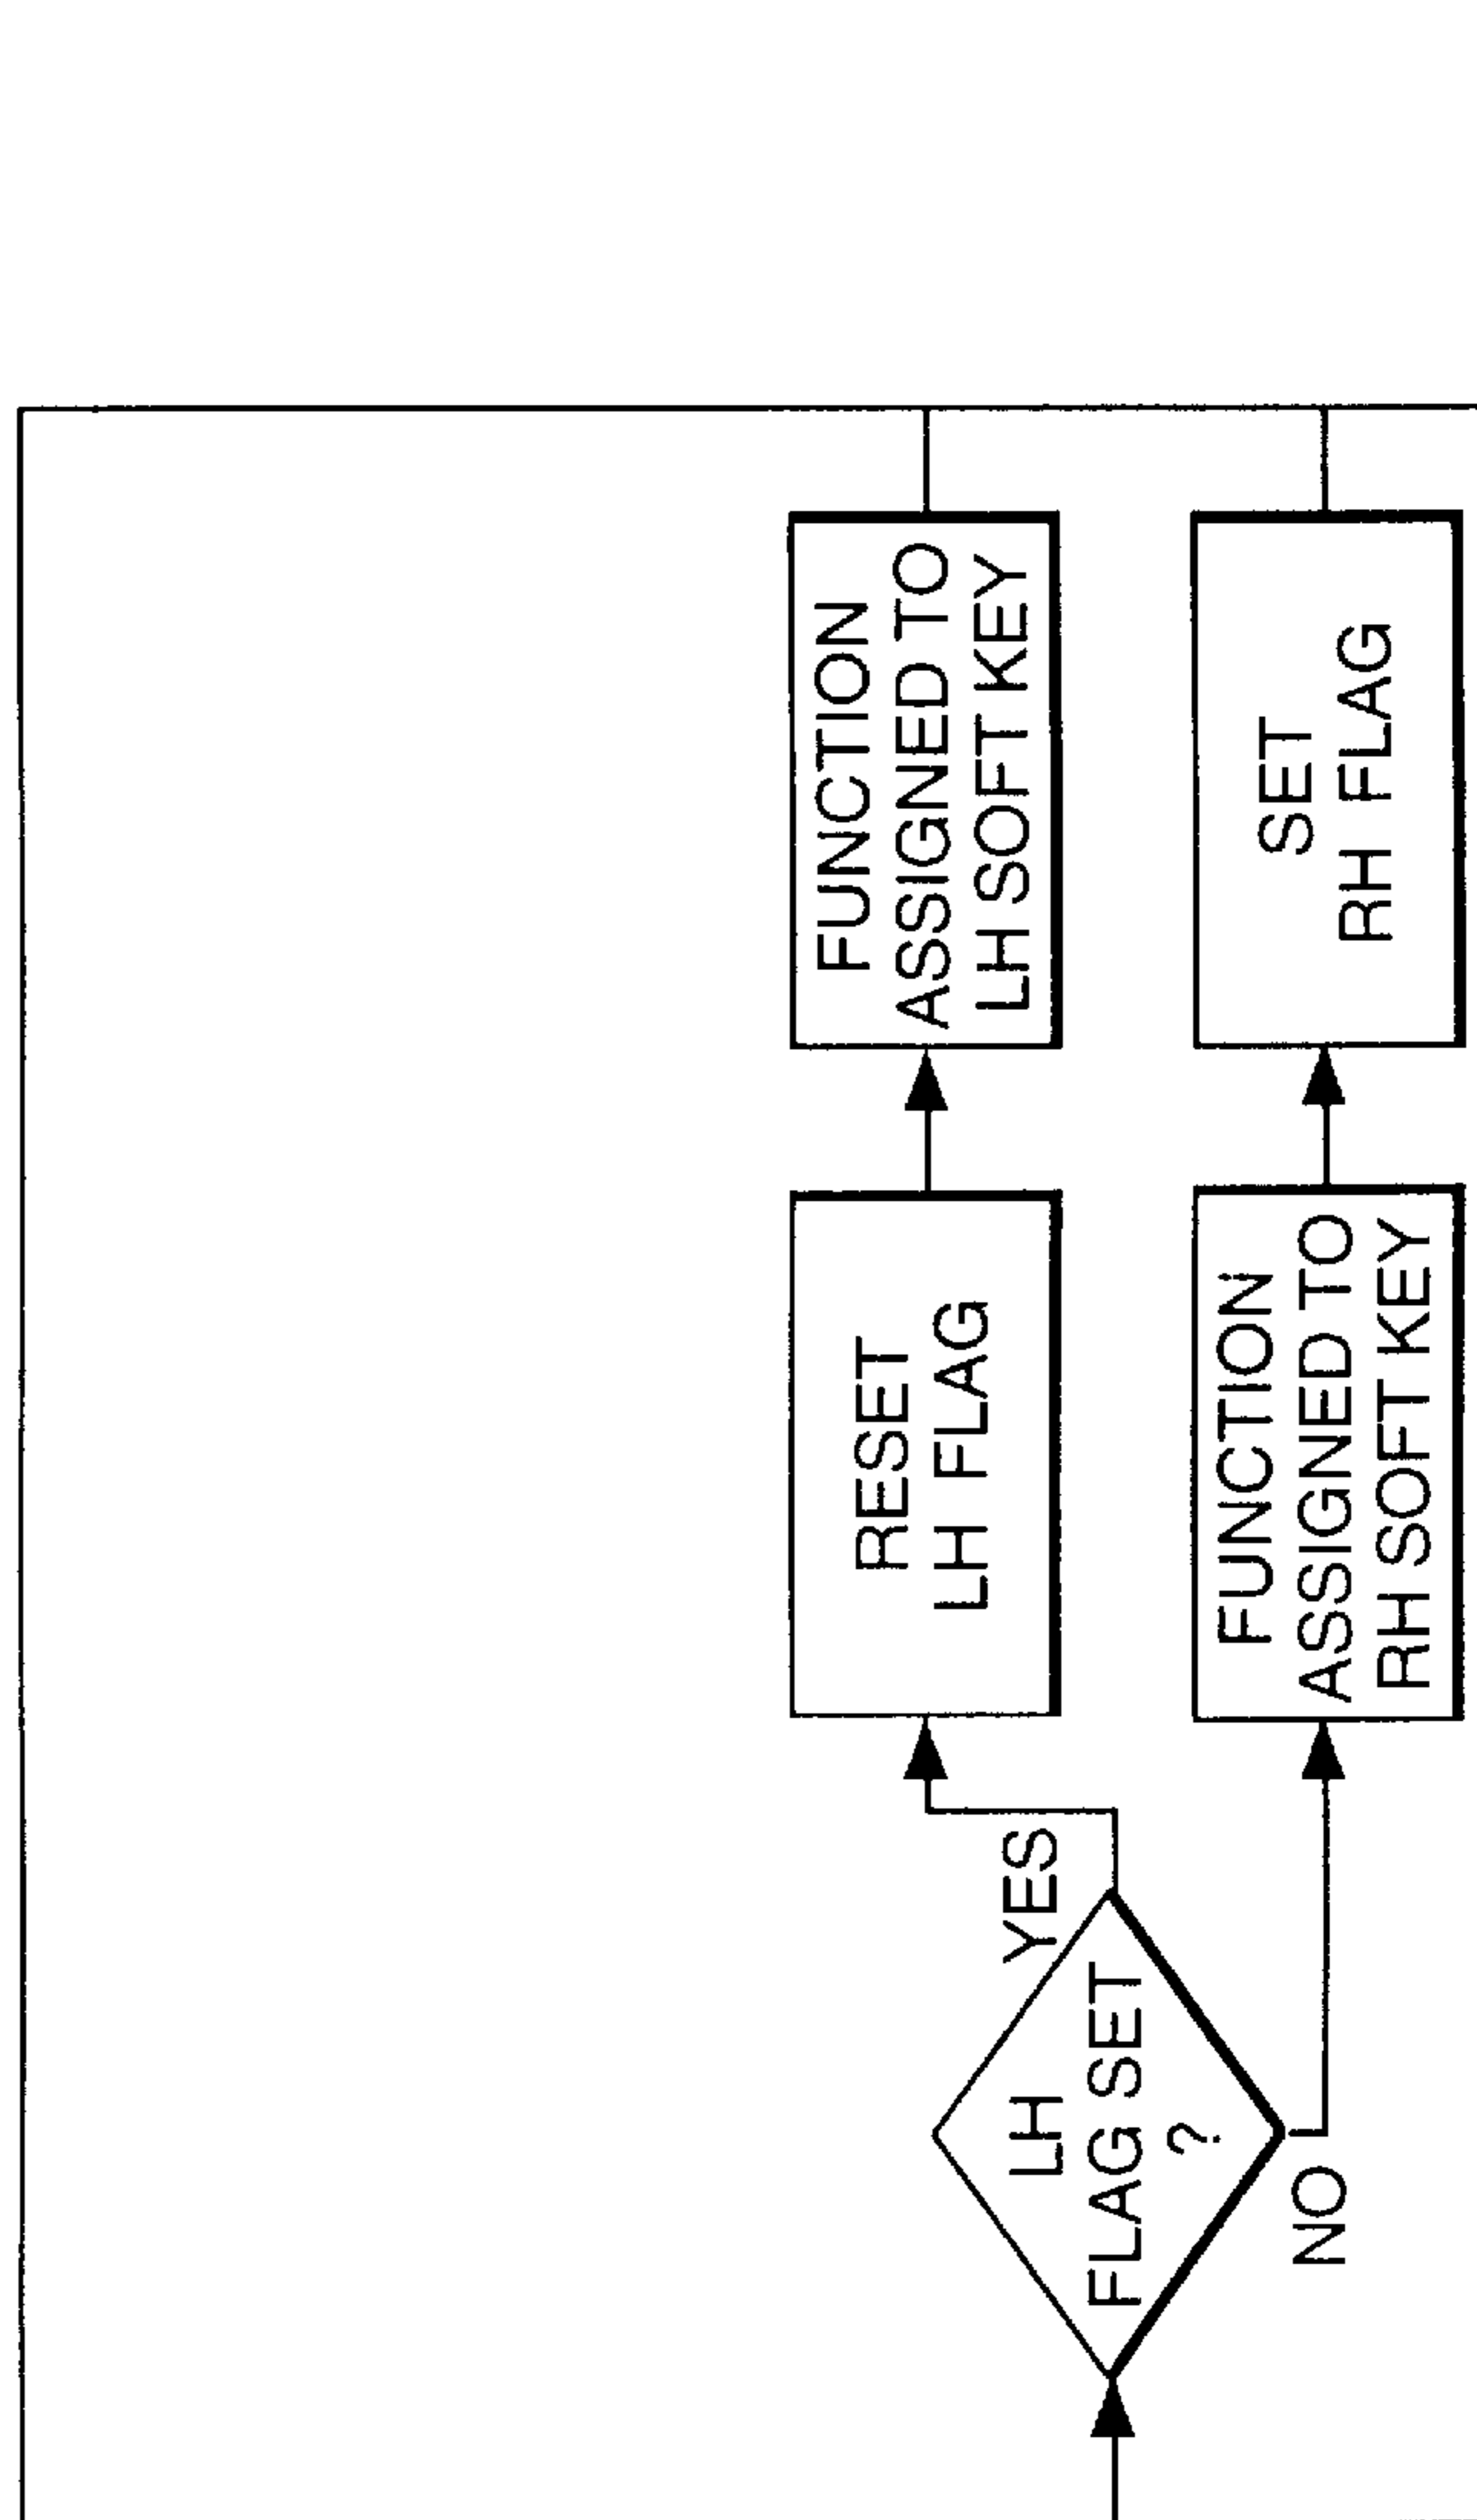 LH
FLAG SET
?
YES
NO
RESET
LH FLAG
FUNCTION
ASSIGNED TO
LH SOFT KEY
FUNCTION
ASSIGNED TO
RH SOFT KEY
SET
RH FLAG